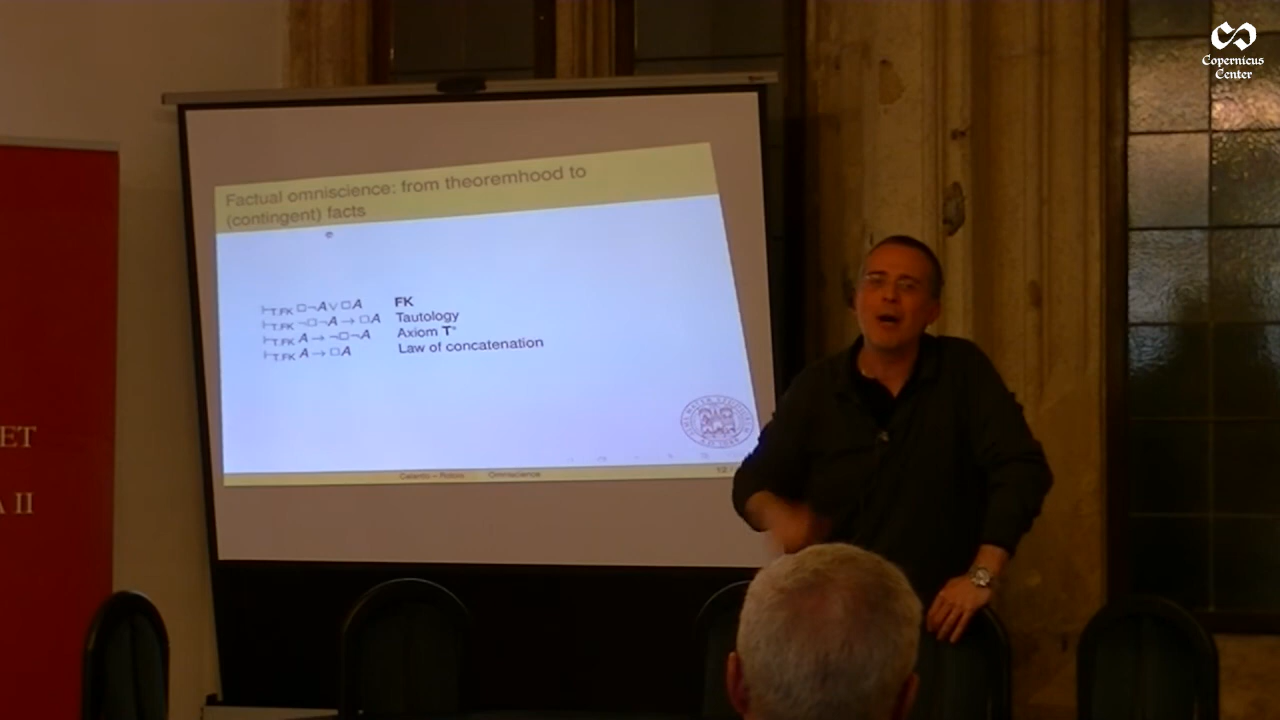 Copernicus
Center
Factual omniscience: from theoremhood to
(contingent) facts
⊢T.FK □¬A ∨ □A FK
⊢T.FK ¬□¬A → □A Tautology
⊢T.FK A → ¬□¬A Axiom T*
⊢T.FK A → □A Law of concatenation
Omniscience
ET
A II